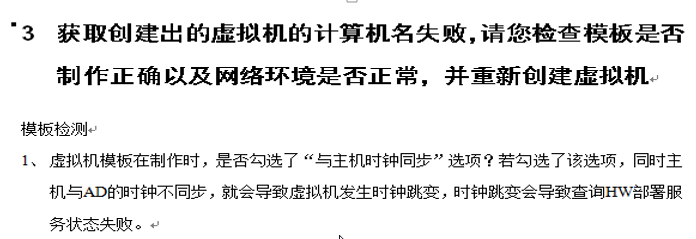 3 获取创建出的虚拟机的计算机名失败,请您检查模板是否
制作正确以及网络环境是否正常，并重新创建虚拟机
模板检测
1、虚拟机模板在制作时，是否勾选了“与主机时钟同步”选项？若勾选了该选项，同时主
机与AD的时钟不同步，就会导致虚拟机发生时钟跳变，时钟跳变会导致查询HW部署服
务状态失败。